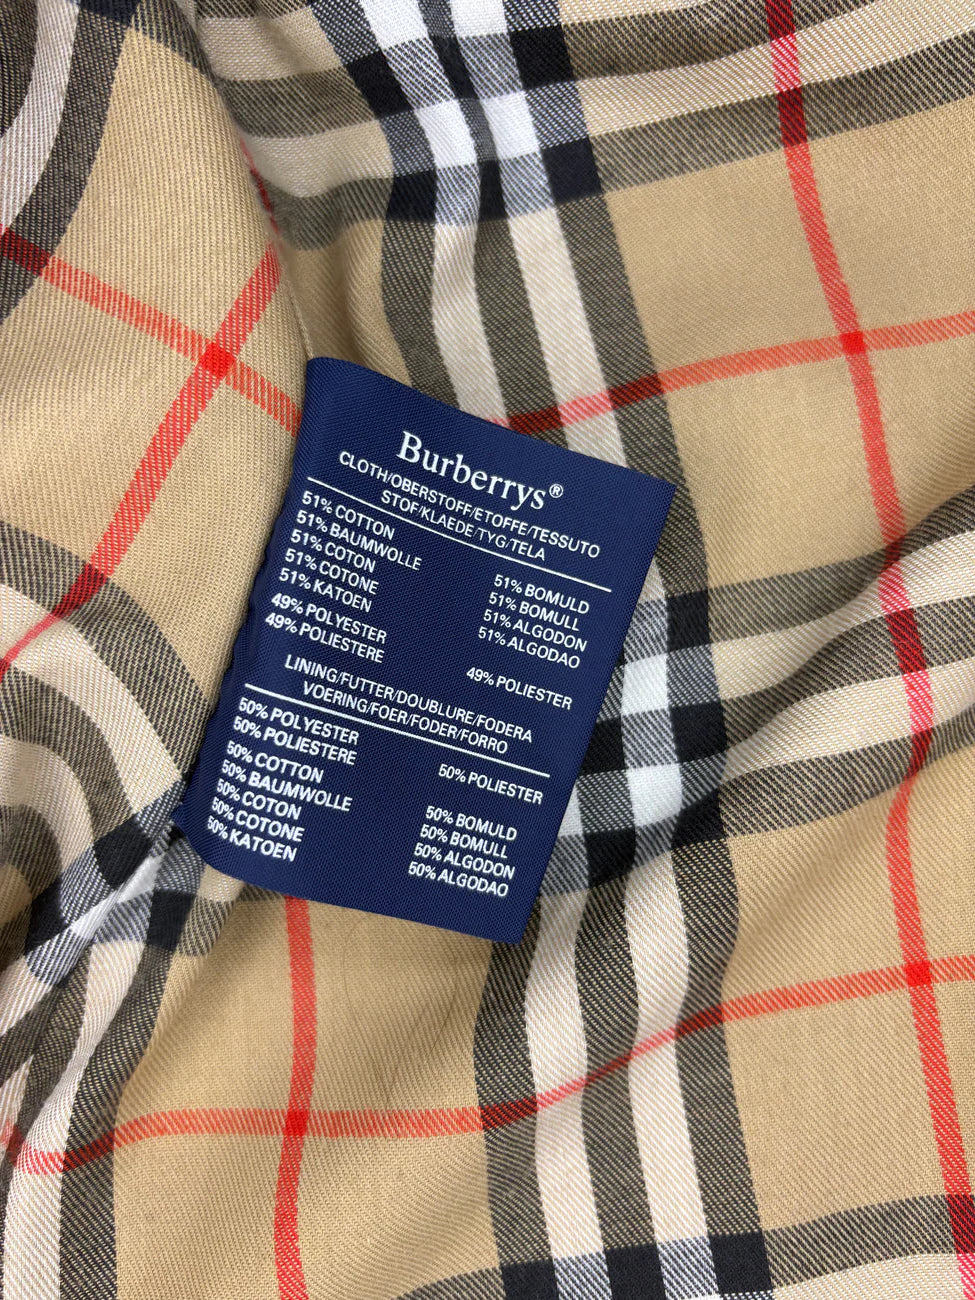 Burberrys®
CLOTH/OBERSTOFF/ETOFFE/TESSUTO
STOF/KLAEDE/TYG/TELA
51% COTTON
51% BAUMWOLLE
51% COTON
51% COTONE
51% KATOEN
51% BOMULD
51% BOMULL
51% ALGODON
51% ALGODAO
49% POLYESTER
49% POLIESTERE
49% POLIESTER
LINING/FUTTER/DOUBLURE/FODERA
VOERING/FOER/FODER/FORRO
50% POLYESTER
50% POLIESTERE
50% POLIESTER
50% COTTON
50% BAUMWOLLE
50% COTON
50% COTONE
50% KATOEN
50% BOMULD
50% BOMULL
50% ALGODON
50% ALGODAO